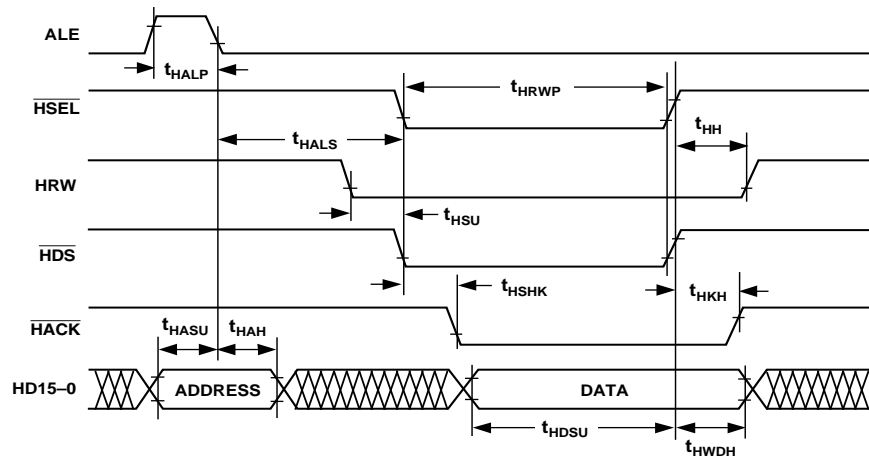 ALE
tHALP
HSEL
tHRWP
tHALS
tHH
HRW
tHSU
HDS
tHSHK
tHKH
HACK
tHASU
tHAH
HD15–0
ADDRESS
DATA
tHDSU
tHWDH